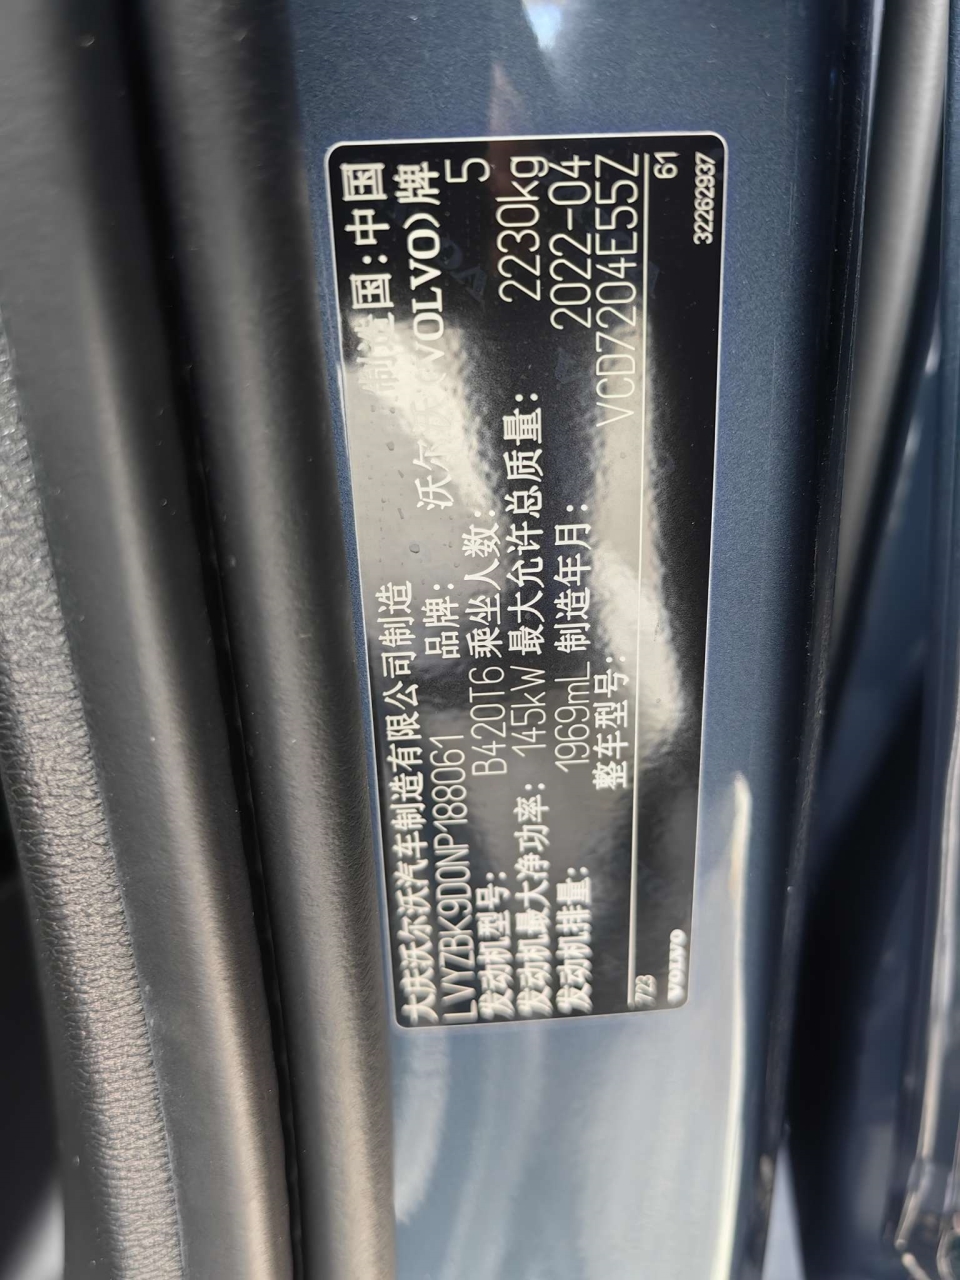 大庆沃尔沃汽车制造有限公司制造 制造国:中国
LVYZBK9D0NP188061 品牌: 沃尔沃(VOLVO)牌
发动机型号: B420T6 乘坐人数: 5
发动机最大净功率: 145kW 最大允许总质量: 2230kg
发动机排量: 1969mL 制造年月: 2022-04
整车型号: VCD7204E55Z
723 61
VOLVO 32262937